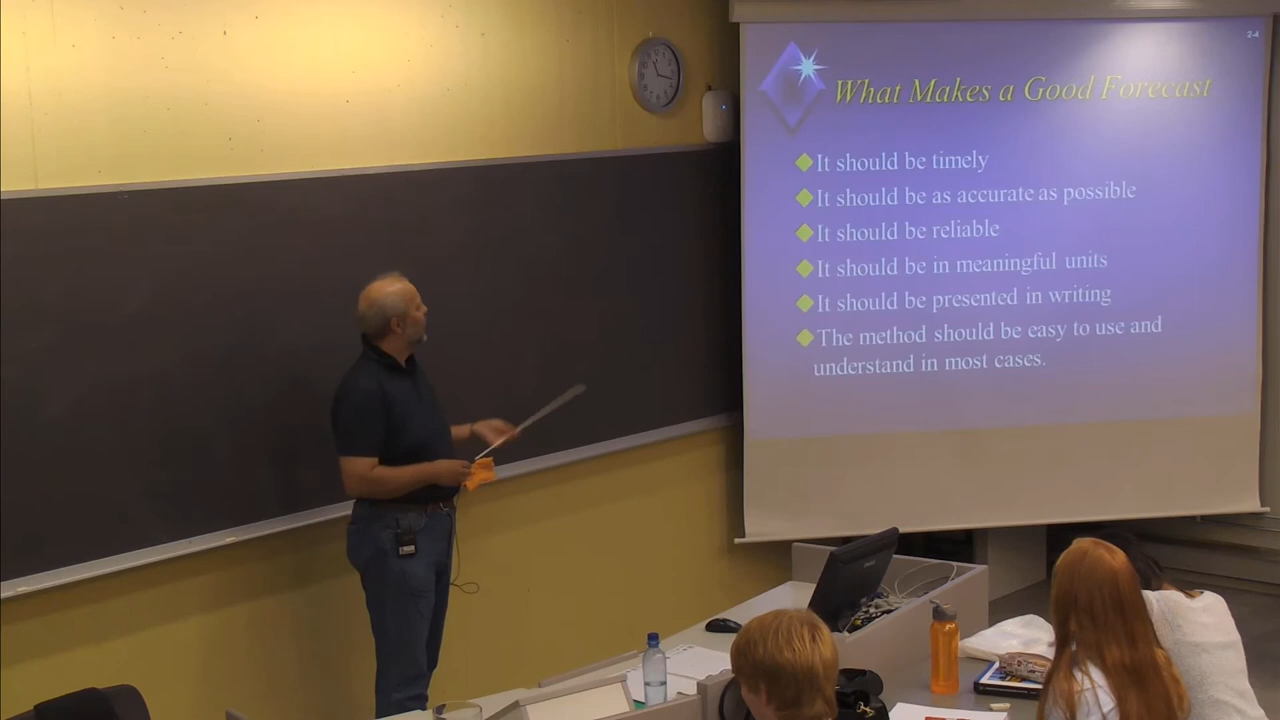 2-4
What Makes a Good Forecast
It should be timely
It should be as accurate as possible
It should be reliable
It should be in meaningful units
It should be presented in writing
The method should be easy to use and
understand in most cases.